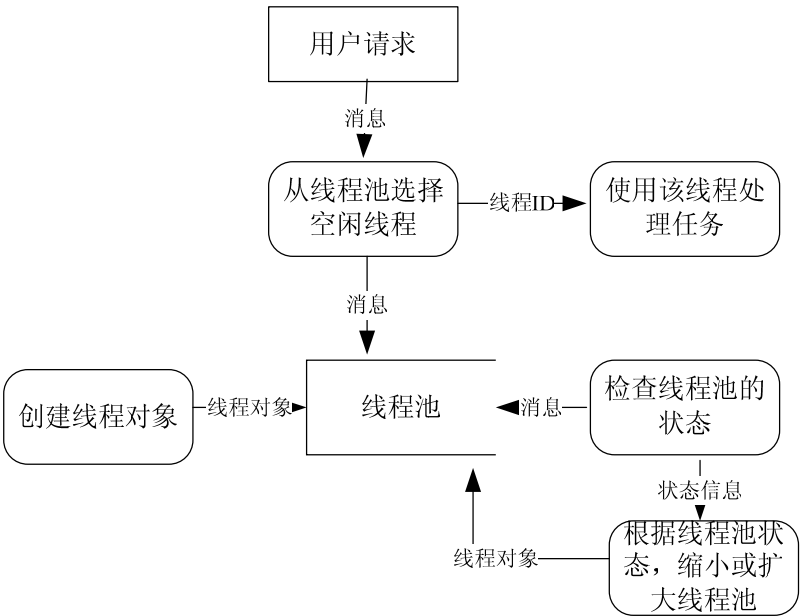 用户请求
消息
从线程池选择
空闲线程
线程ID
使用该线程处
理任务
消息
创建线程对象
线程对象
线程池
消息
检查线程池的
状态
状态信息
线程对象
根据线程池状
态，缩小或扩
大线程池